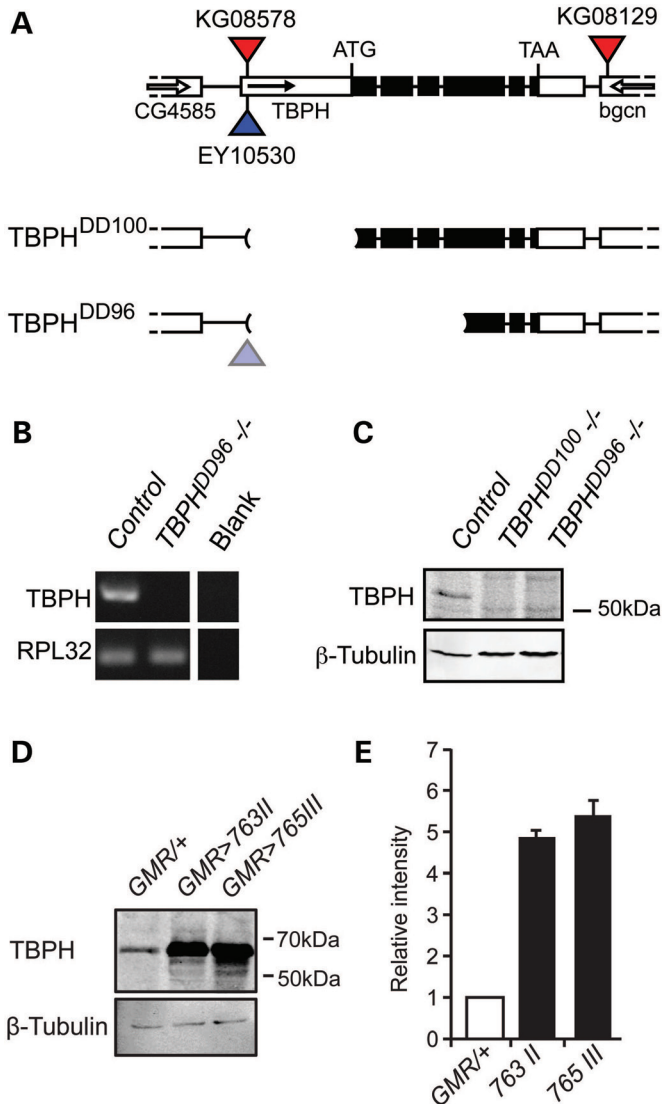 A
KG08578
KG08129
ATG
TAA
CG4585
TBPH
bgcn
EY10530
TBPH^DD100
TBPH^DD96
B
Control
TBPH^DD96 -/-
Blank
TBPH
RPL32
C
Control
TBPH^DD100 -/-
TBPH^DD96 -/-
TBPH
50kDa
β-Tubulin
D
GMR/+
GMR>763II
GMR>765III
TBPH
70kDa
50kDa
β-Tubulin
E
Relative intensity
7
6
5
4
3
2
1
0
GMR/+
763 II
765 III